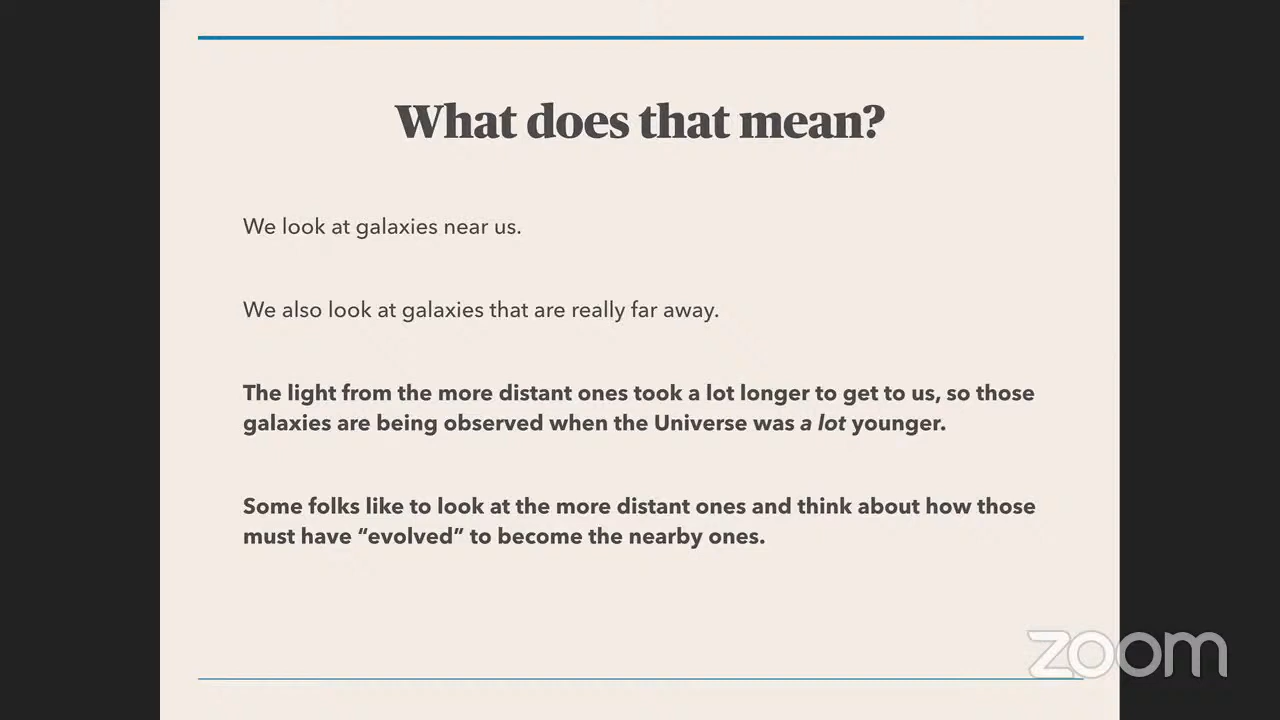 What does that mean?
We look at galaxies near us.
We also look at galaxies that are really far away.
The light from the more distant ones took a lot longer to get to us, so those
galaxies are being observed when the Universe was a lot younger.
Some folks like to look at the more distant ones and think about how those
must have “evolved” to become the nearby ones.
zoom